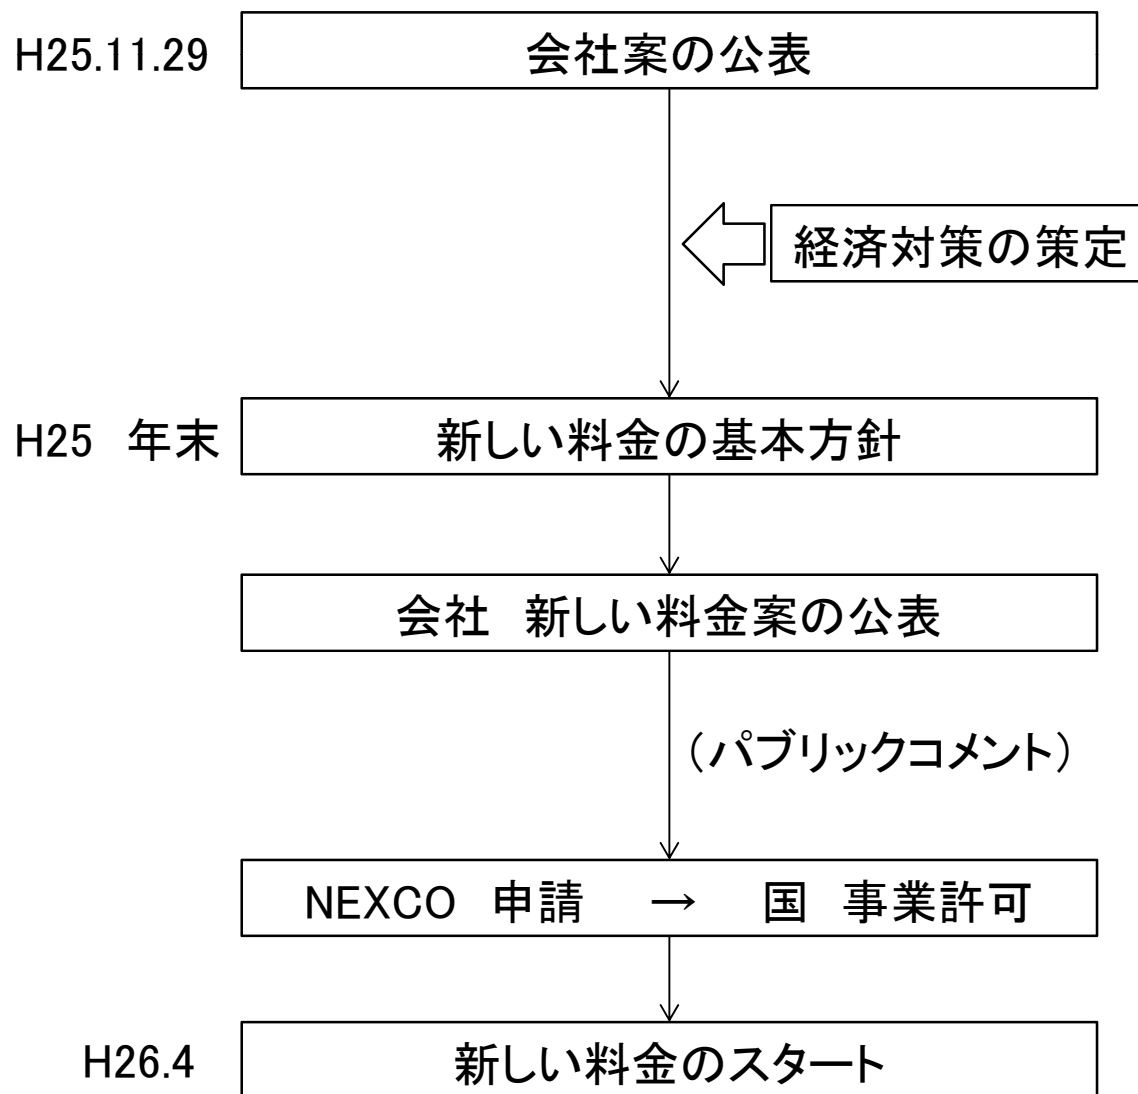 H25.11.29 会社案の公表
経済対策の策定
H25 年末 新しい料金の基本方針
会社 新しい料金案の公表
（パブリックコメント）
NEXCO 申請 → 国 事業許可
H26.4 新しい料金のスタート